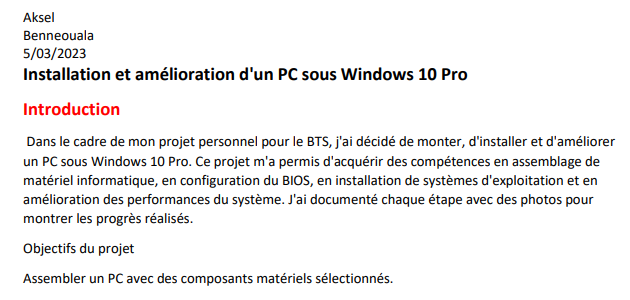 Aksel
Benneouala
5/03/2023
Installation et amélioration d'un PC sous Windows 10 Pro
Introduction
Dans le cadre de mon projet personnel pour le BTS, j'ai décidé de monter, d'installer et d'améliorer
un PC sous Windows 10 Pro. Ce projet m'a permis d'acquérir des compétences en assemblage de
matériel informatique, en configuration du BIOS, en installation de systèmes d'exploitation et en
amélioration des performances du système. J'ai documenté chaque étape avec des photos pour
montrer les progrès réalisés.
Objectifs du projet
Assembler un PC avec des composants matériels sélectionnés.